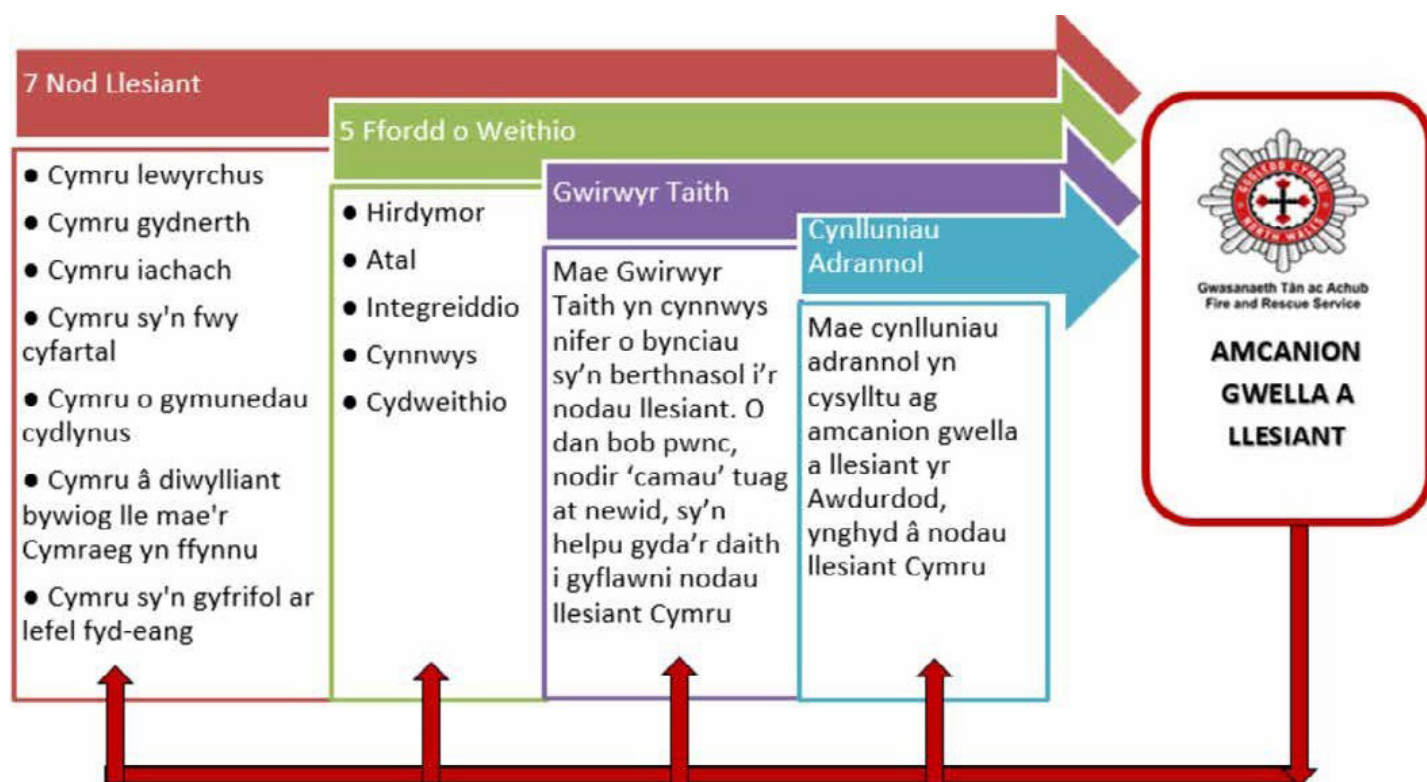 7 Nod Llesiant
● Cymru lewyrchus
● Cymru gydnerth
● Cymru iachach
● Cymru sy'n fwy
cyfartal
● Cymru o gymunedau
cydlynus
● Cymru â diwylliant
bywiog lle mae'r
Cymraeg yn ffynnu
● Cymru sy'n gyfrifol ar
lefel fyd-eang
5 Ffordd o Weithio
● Hirdymor
● Atal
● Integreiddio
● Cynnwys
● Cydweithio
Gwirwyr Taith
Mae Gwirwyr
Taith yn cynnwys
nifer o bynciau
sy'n berthnasol i'r
nodau llesiant. O
dan bob pwnc,
nodir ‘camau’ tuag
at newid, sy'n
helpu gyda'r daith
i gyflawni nodau
llesiant Cymru
Cynlluniau
Adrannol
Mae cynlluniau
adrannol yn
cysylltu ag
amcanion gwella
a llesiant yr
Awdurdod,
ynghyd â nodau
llesiant Cymru
GOGLEDD CYMRU
NORTH WALES
Gwasanaeth Tân ac Achub
Fire and Rescue Service
AMCANION
GWELLA A
LLESIANT